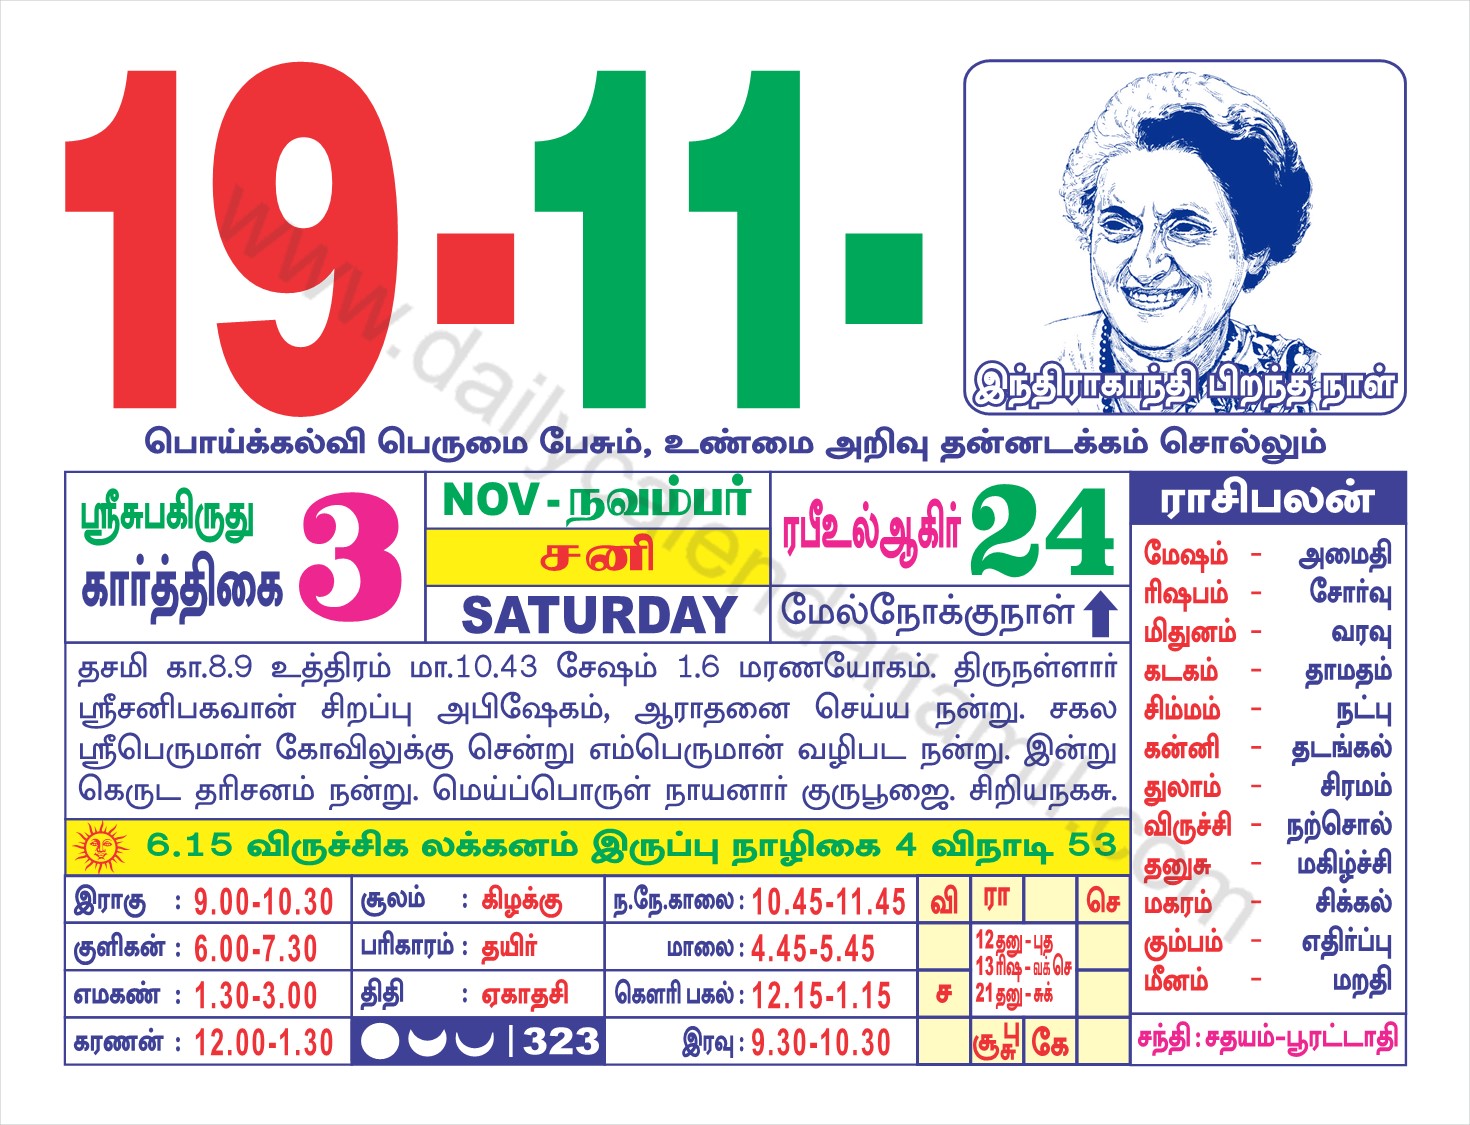 19-11-
இந்திராகாந்தி பிறந்த நாள்
பொய்க்கல்வி பெருமை பேசும், உண்மை அறிவு தன்னடக்கம் சொல்லும்
ஸ்ரீசுபகிருது
கார்த்திகை 3
NOV - நவம்பர்
சனி
SATURDAY
ரபீஉல்ஆகிர் 24
மேல்நோக்குநாள்
தசமி கா.8.9 உத்திரம் மா.10.43 சேஷம் 1.6 மரணயோகம். திருநள்ளார்
ஸ்ரீசனிபகவான் சிறப்பு அபிஷேகம், ஆராதனை செய்ய நன்று. சகல
ஸ்ரீபெருமாள் கோவிலுக்கு சென்று எம்பெருமான் வழிபட நன்று. இன்று
கெருட தரிசனம் நன்று. மெய்ப்பொருள் நாயனார் குருபூஜை. சிறியநகசு.
6.15 விருச்சிக லக்கனம் இருப்பு நாழிகை 4 விநாடி 53
இராகு : 9.00-10.30
குளிகன் : 6.00-7.30
எமகண் : 1.30-3.00
கரணன் : 12.00-1.30
சூலம் : கிழக்கு
பரிகாரம் : தயிர்
திதி : ஏகாதசி
323
ந.நே.காலை : 10.45-11.45
மாலை : 4.45-5.45
கௌரி பகல் : 12.15-1.15
இரவு : 9.30-10.30
வி ரா செ
12 தனு - புத
13 ரிஷ - வக் செ
21 தனு - சுக்
ச
சூ பு சு கே
ராசிபலன்
மேஷம் - அமைதி
ரிஷபம் - சோர்வு
மிதுனம் - வரவு
கடகம் - தாமதம்
சிம்மம் - நட்பு
கன்னி - தடங்கல்
துலாம் - சிரமம்
விருச்சி - நற்சொல்
தனுசு - மகிழ்ச்சி
மகரம் - சிக்கல்
கும்பம் - எதிர்ப்பு
மீனம் - மறதி
சந்தி : சதயம்-பூரட்டாதி
www.dailycalendartamil.com